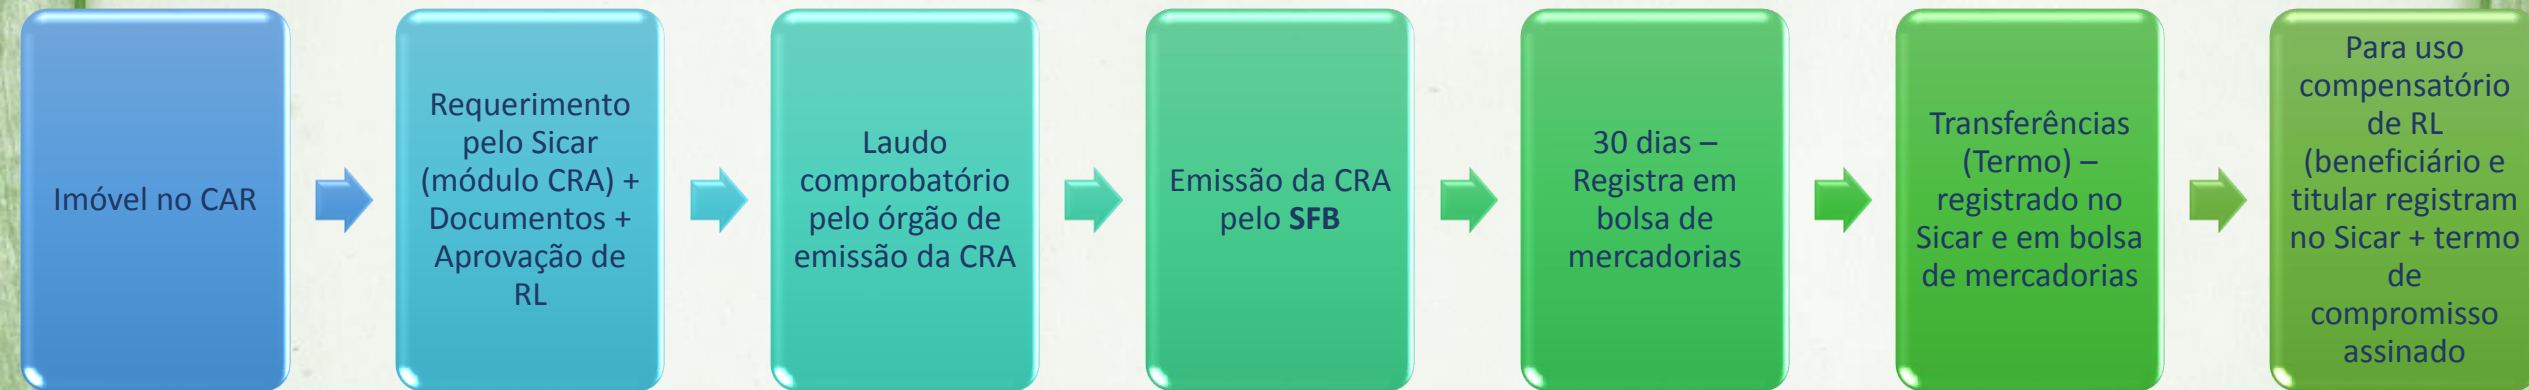 Imóvel no CAR
Requerimento
pelo Sicar
(módulo CRA) +
Documentos +
Aprovação de
RL
Laudo
comprobatório
pelo órgão de
emissão da CRA
Emissão da CRA
pelo SFB
30 dias –
Registra em
bolsa de
mercadorias
Transferências
(Termo) –
registrado no
Sicar e em bolsa
de mercadorias
Para uso
compensatório
de RL
(beneficiário e
titular registram
no Sicar + termo
de
compromisso
assinado